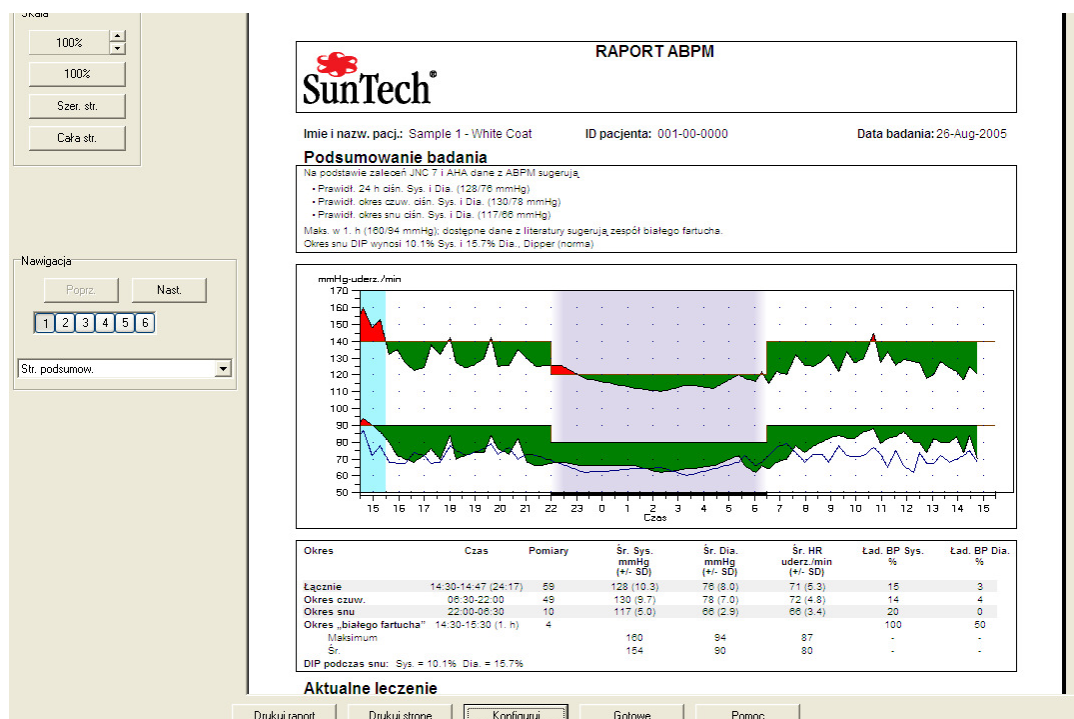 Skala
100%
100%
Szer. str.
Cała str.
Nawigacja
Poprz. Nast.
1 2 3 4 5 6
Str. podsumow.
SunTech®
RAPORT ABPM
Imie i nazw. pacj.: Sample 1 - White Coat ID pacjenta: 001-00-0000 Data badania: 26-Aug-2005
Podsumowanie badania
Na podstawie zaleceń JNC 7 i AHA dane z ABPM sugerują
• Prawidł. 24 h ciśn. Sys. i Dia. (128/76 mmHg)
• Prawidł. okres czuw. ciśn. Sys. i Dia. (130/78 mmHg)
• Prawidł. okres snu ciśn. Sys. i Dia. (117/66 mmHg)
Maks. w 1. h (160/94 mmHg); dostępne dane z literatury sugerują zespół białego fartucha.
Okres snu DIP wynosi 10.1% Sys. i 15.7% Dia., Dipper (norma)
mmHg-uderz./min
170
160
150
140
130
120
110
100
90
80
70
60
50
15 16 17 18 19 20 21 22 23 0 1 2 3 4 5 6 7 8 9 10 11 12 13 14 15
Czas
Okres Czas Pomiary Śr. Sys. Śr. Dia. Śr. HR Ład. BP Sys. Ład. BP Dia.
mmHg mmHg uderz./min % %
(+/- SD) (+/- SD) (+/- SD)
Łącznie 14:30-14:47 (24:17) 59 128 (10.3) 76 (8.0) 71 (5.3) 15 3
Okres czuw. 06:30-22:00 49 130 (9.7) 78 (7.0) 72 (4.8) 14 4
Okres snu 22:00-06:30 10 117 (5.0) 66 (2.9) 66 (3.4) 20 0
Okres „białego fartucha” 14:30-15:30 (1. h) 4 100 50
Maksimum 160 94 87 - -
Śr. 154 90 80 - -
DIP podczas snu: Sys. = 10.1% Dia. = 15.7%
Aktualne leczenie
Drukuj raport Drukuj stronę Konfiguruj Gotowe Pomoc